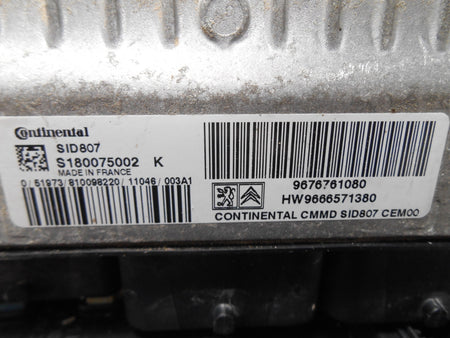 Continental
SID807
S180075002 K
MADE IN FRANCE
0/51973/810098220/11046/003A1
9676761080
HW9666571380
CONTINENTAL CMMD SID807 CEM00